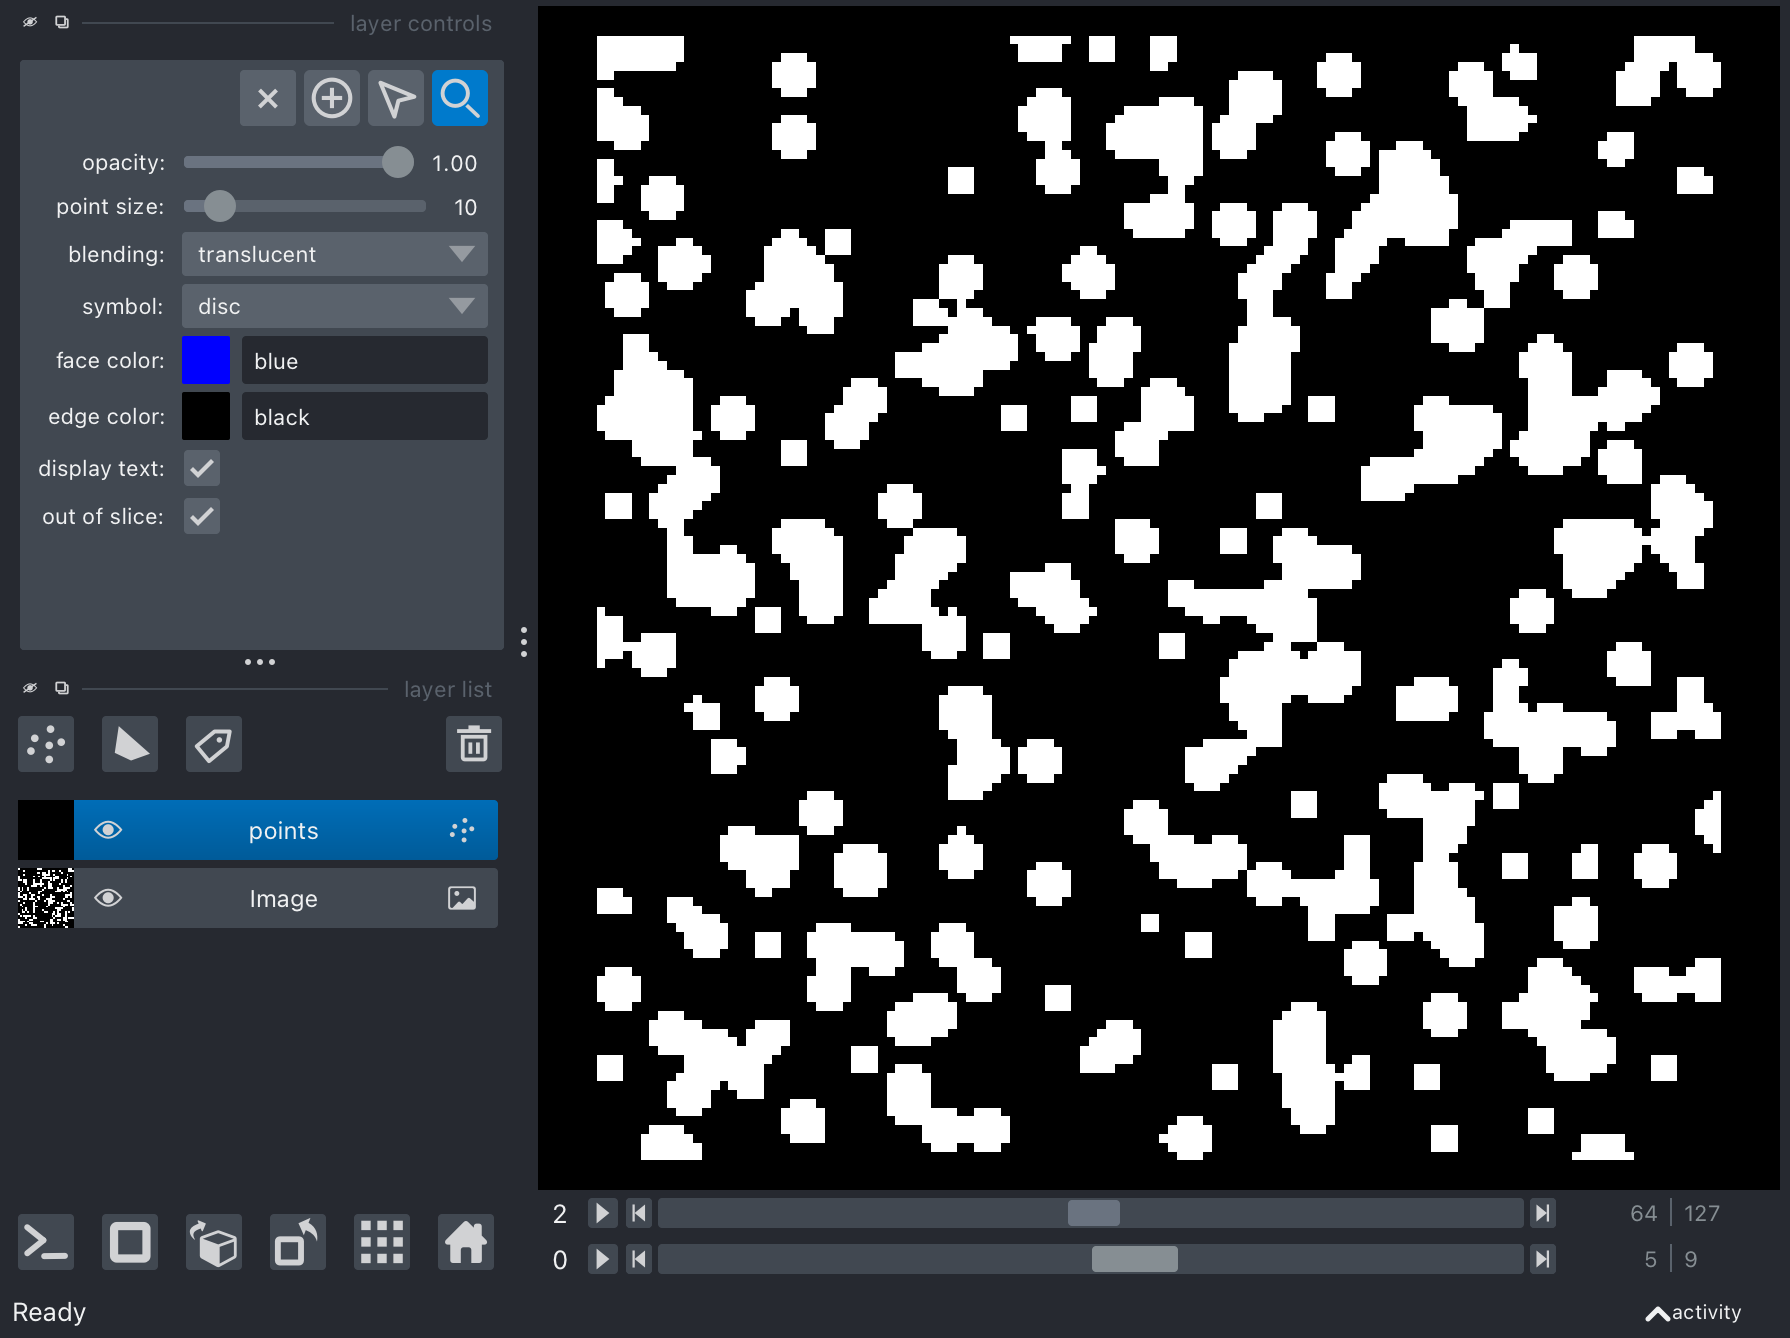 layer controls
opacity: 1.00
point size: 10
blending: translucent
symbol: disc
face color: blue
edge color: black
display text:
out of slice:
layer list
points
Image
2 64 127
0 5 9
Ready activity